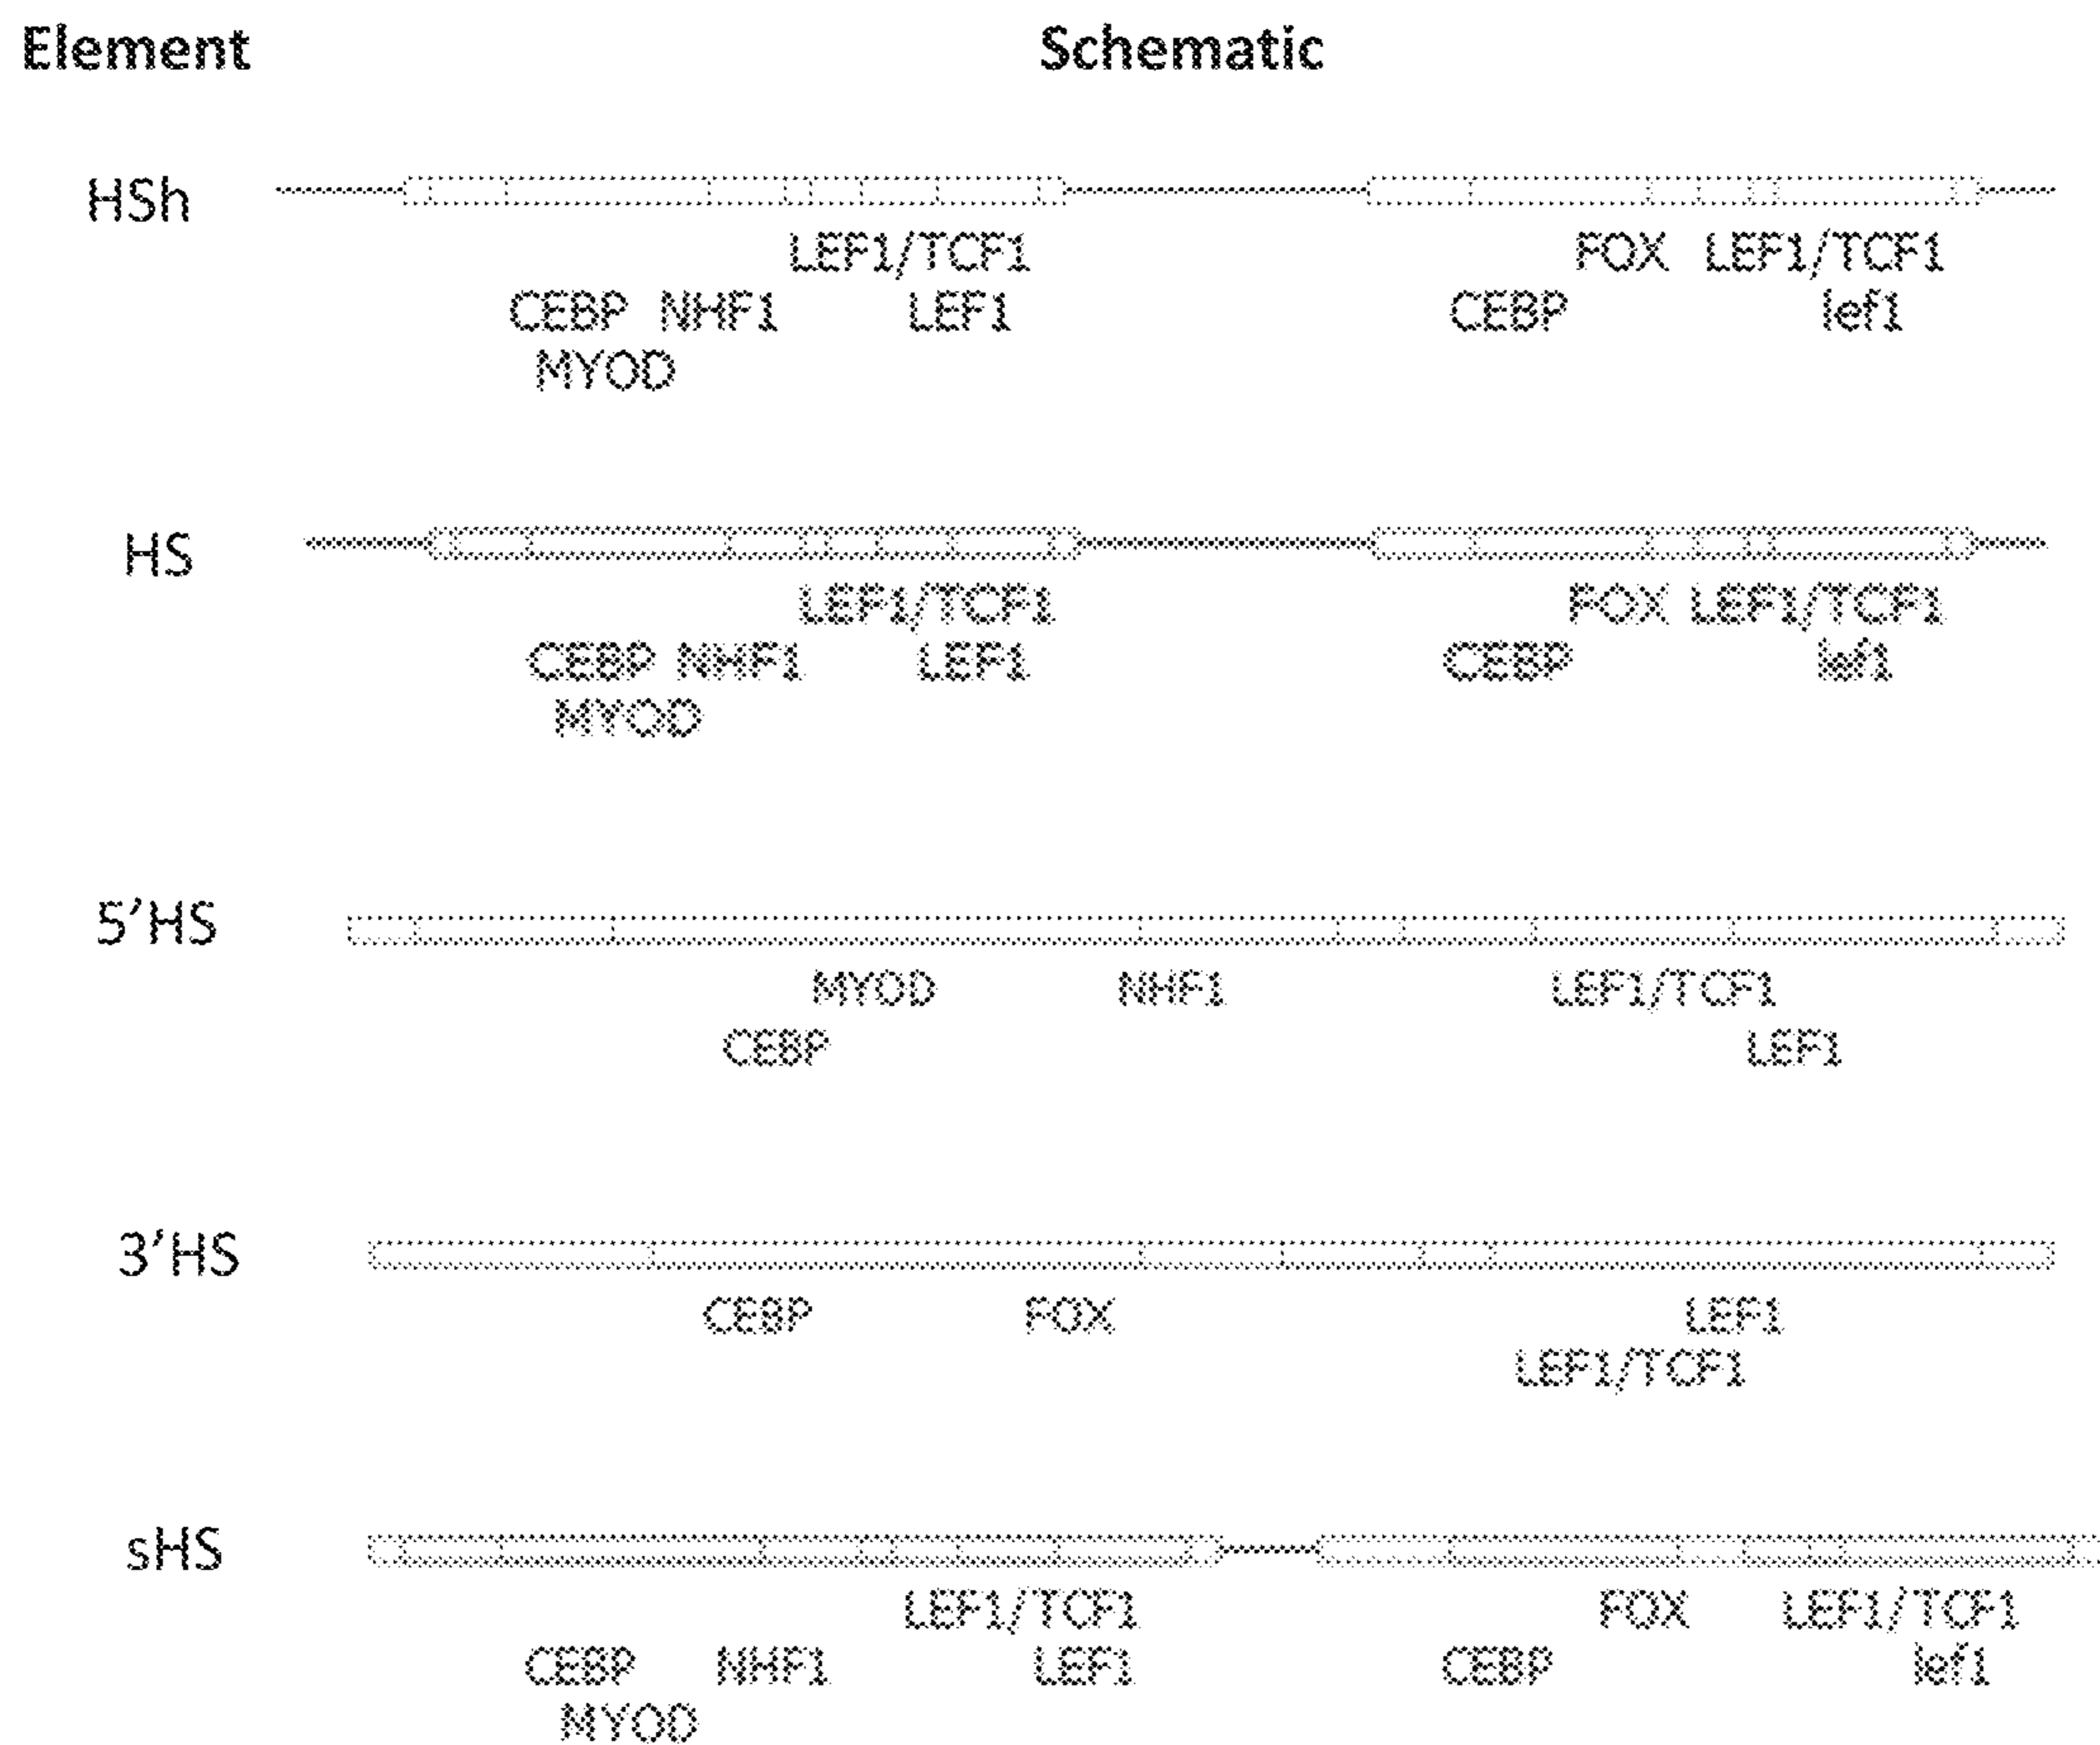 Element Schematic
HSh
LEF1/TCF1 FOX LEF1/TCF1
CEBP NHF1 LEF1 CEBP lef1
MYOD
HS
LEF1/TCF1 FOX LEF1/TCF1
CEBP NHF1 LEF1 CEBP lef1
MYOD
5’HS
MYOD NHF1 LEF1/TCF1
CEBP LEF1
3’HS
CEBP FOX LEF1
LEF1/TCF1
sHS
LEF1/TCF1 FOX LEF1/TCF1
CEBP NHF1 LEF1 CEBP lef1
MYOD